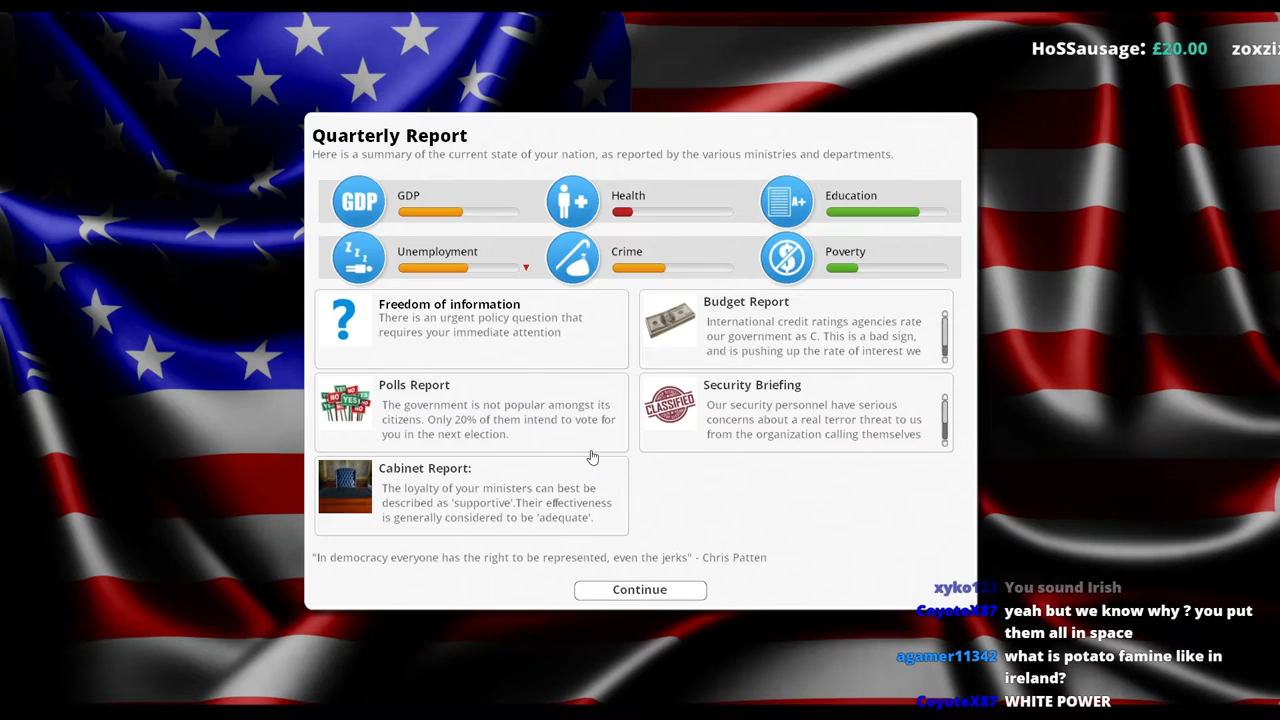 HoSSausage: £20.00 zoxzi
Quarterly Report
Here is a summary of the current state of your nation, as reported by the various ministries and departments.
GDP GDP
Health
A+ Education
Z Z Z Unemployment
Crime
Poverty
Freedom of information
There is an urgent policy question that
requires your immediate attention
Budget Report
International credit ratings agencies rate
our government as C. This is a bad sign,
and is pushing up the rate of interest we
NO YES! NO YES NO
Polls Report
The government is not popular amongst its
citizens. Only 20% of them intend to vote for
you in the next election.
CLASSIFIED
Security Briefing
Our security personnel have serious
concerns about a real terror threat to us
from the organization calling themselves
Cabinet Report:
The loyalty of your ministers can best be
described as 'supportive'.Their effectiveness
is generally considered to be 'adequate'.
"In democracy everyone has the right to be represented, even the jerks" - Chris Patten
Continue
You sound Irish
CoyoteX87 yeah but we know why ? you put
them all in space
agamer11342 what is potato famine like in
ireland?
CoyoteX87 WHITE POWER